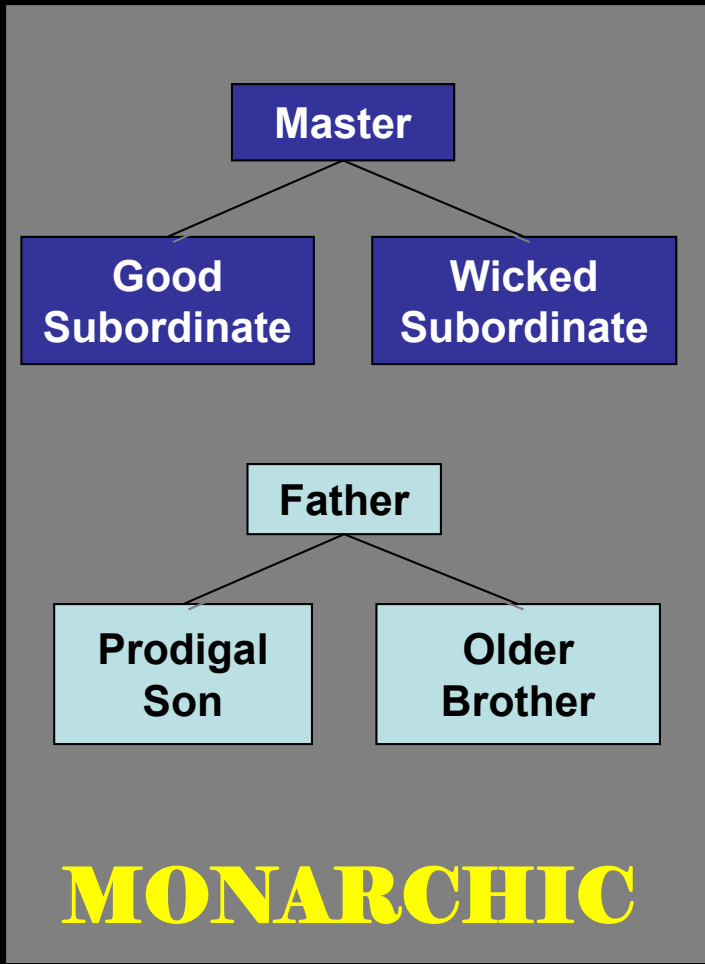 Master
Good
Subordinate
Wicked
Subordinate
Father
Prodigal
Son
Older
Brother
MONARCHIC